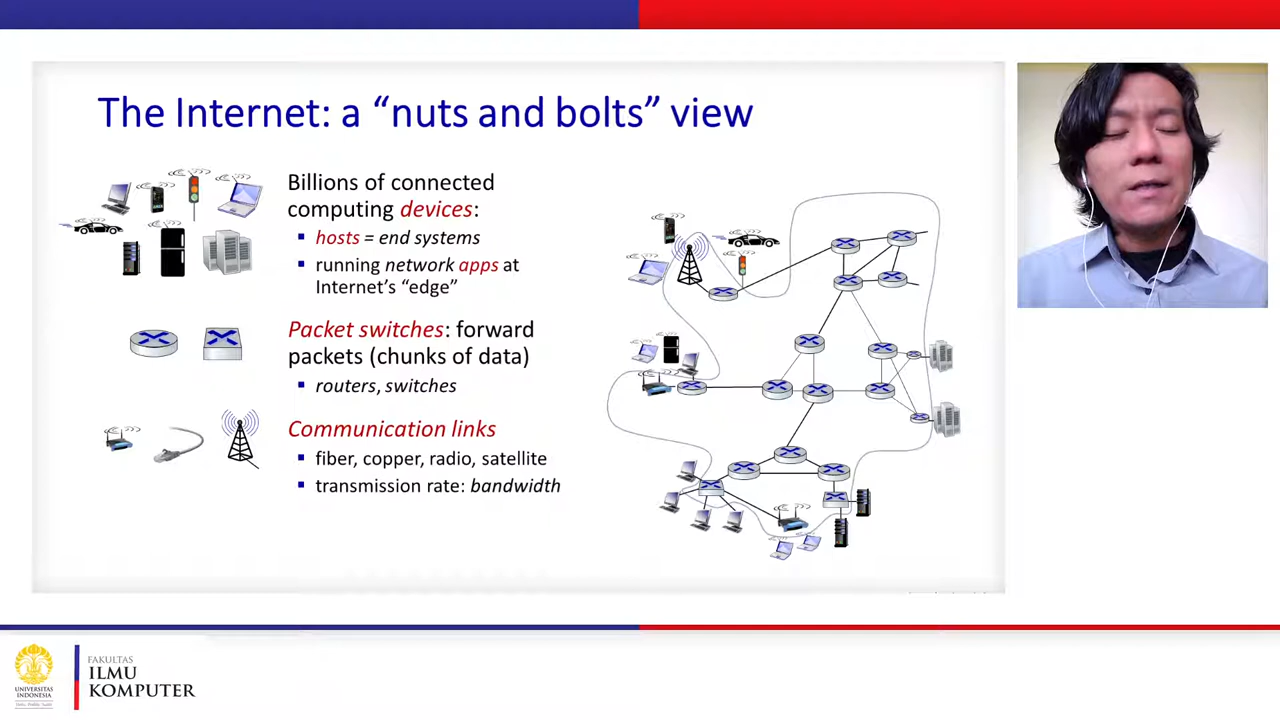 The Internet: a “nuts and bolts” view
Billions of connected
computing devices:
▪ hosts = end systems
▪ running network apps at
Internet’s “edge”
Packet switches: forward
packets (chunks of data)
▪ routers, switches
Communication links
▪ fiber, copper, radio, satellite
▪ transmission rate: bandwidth
UNIVERSITAS
INDONESIA
FAKULTAS
ILMU
KOMPUTER